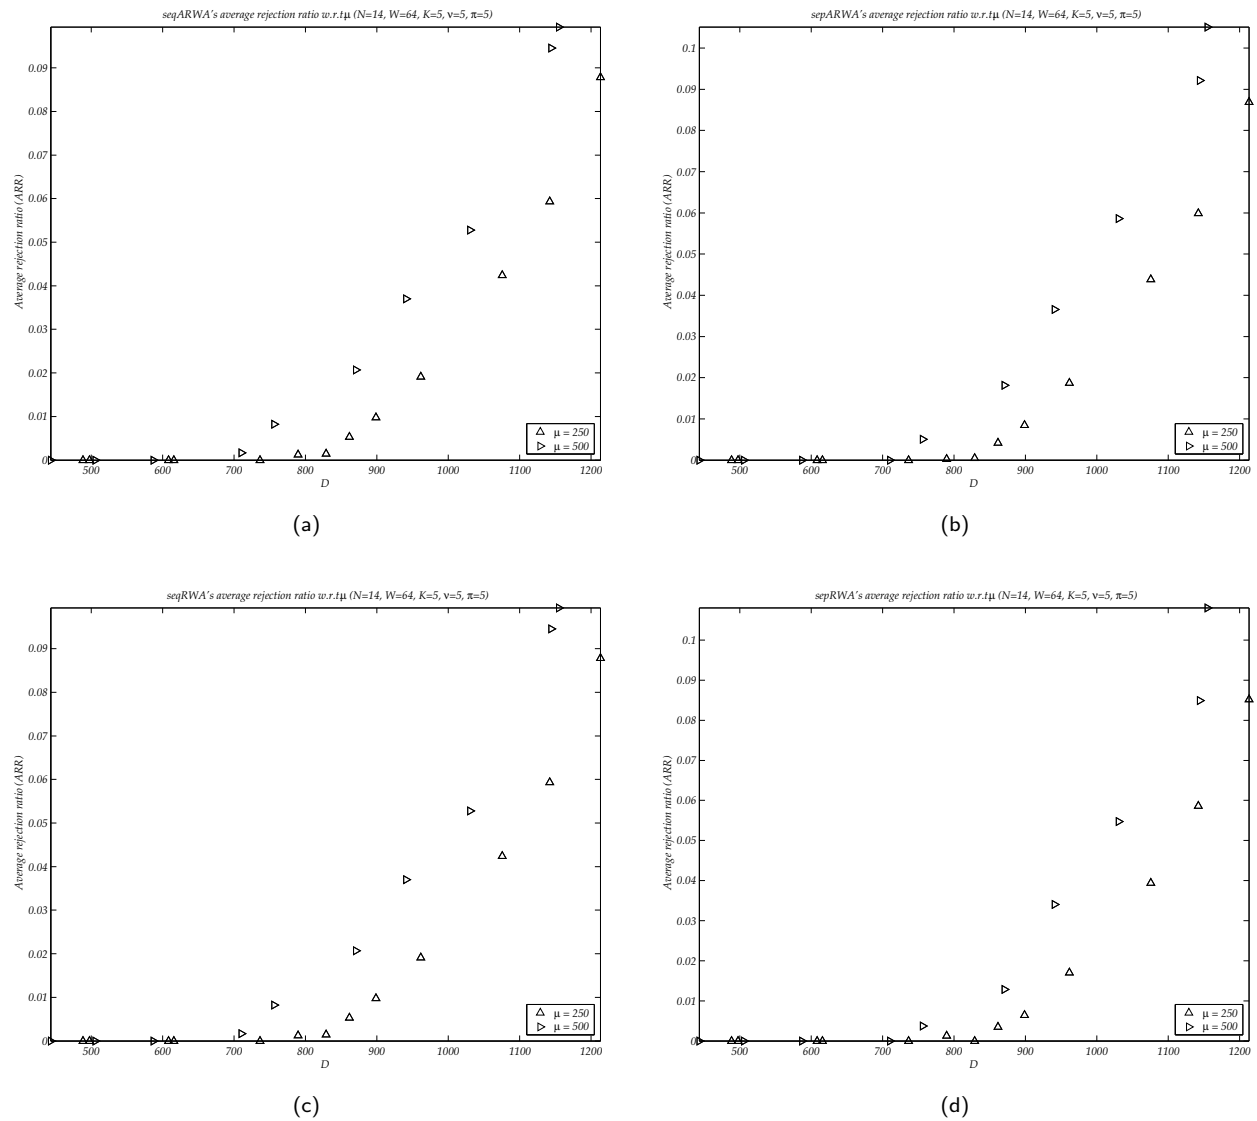 seqARWA's average rejection ratio w.r.tμ (N=14, W=64, K=5, ν=5, π=5)
Average rejection ratio (ARR)
0.09
0.08
0.07
0.06
0.05
0.04
0.03
0.02
0.01
0
500 600 700 800 900 1000 1100 1200
D
μ = 250
μ = 500
(a)
sepARWA's average rejection ratio w.r.tμ (N=14, W=64, K=5, ν=5, π=5)
Average rejection ratio (ARR)
0.1
0.09
0.08
0.07
0.06
0.05
0.04
0.03
0.02
0.01
0
500 600 700 800 900 1000 1100 1200
D
μ = 250
μ = 500
(b)
seqRWA's average rejection ratio w.r.tμ (N=14, W=64, K=5, ν=5, π=5)
Average rejection ratio (ARR)
0.09
0.08
0.07
0.06
0.05
0.04
0.03
0.02
0.01
0
500 600 700 800 900 1000 1100 1200
D
μ = 250
μ = 500
(c)
sepRWA's average rejection ratio w.r.tμ (N=14, W=64, K=5, ν=5, π=5)
Average rejection ratio (ARR)
0.1
0.09
0.08
0.07
0.06
0.05
0.04
0.03
0.02
0.01
0
500 600 700 800 900 1000 1100 1200
D
μ = 250
μ = 500
(d)